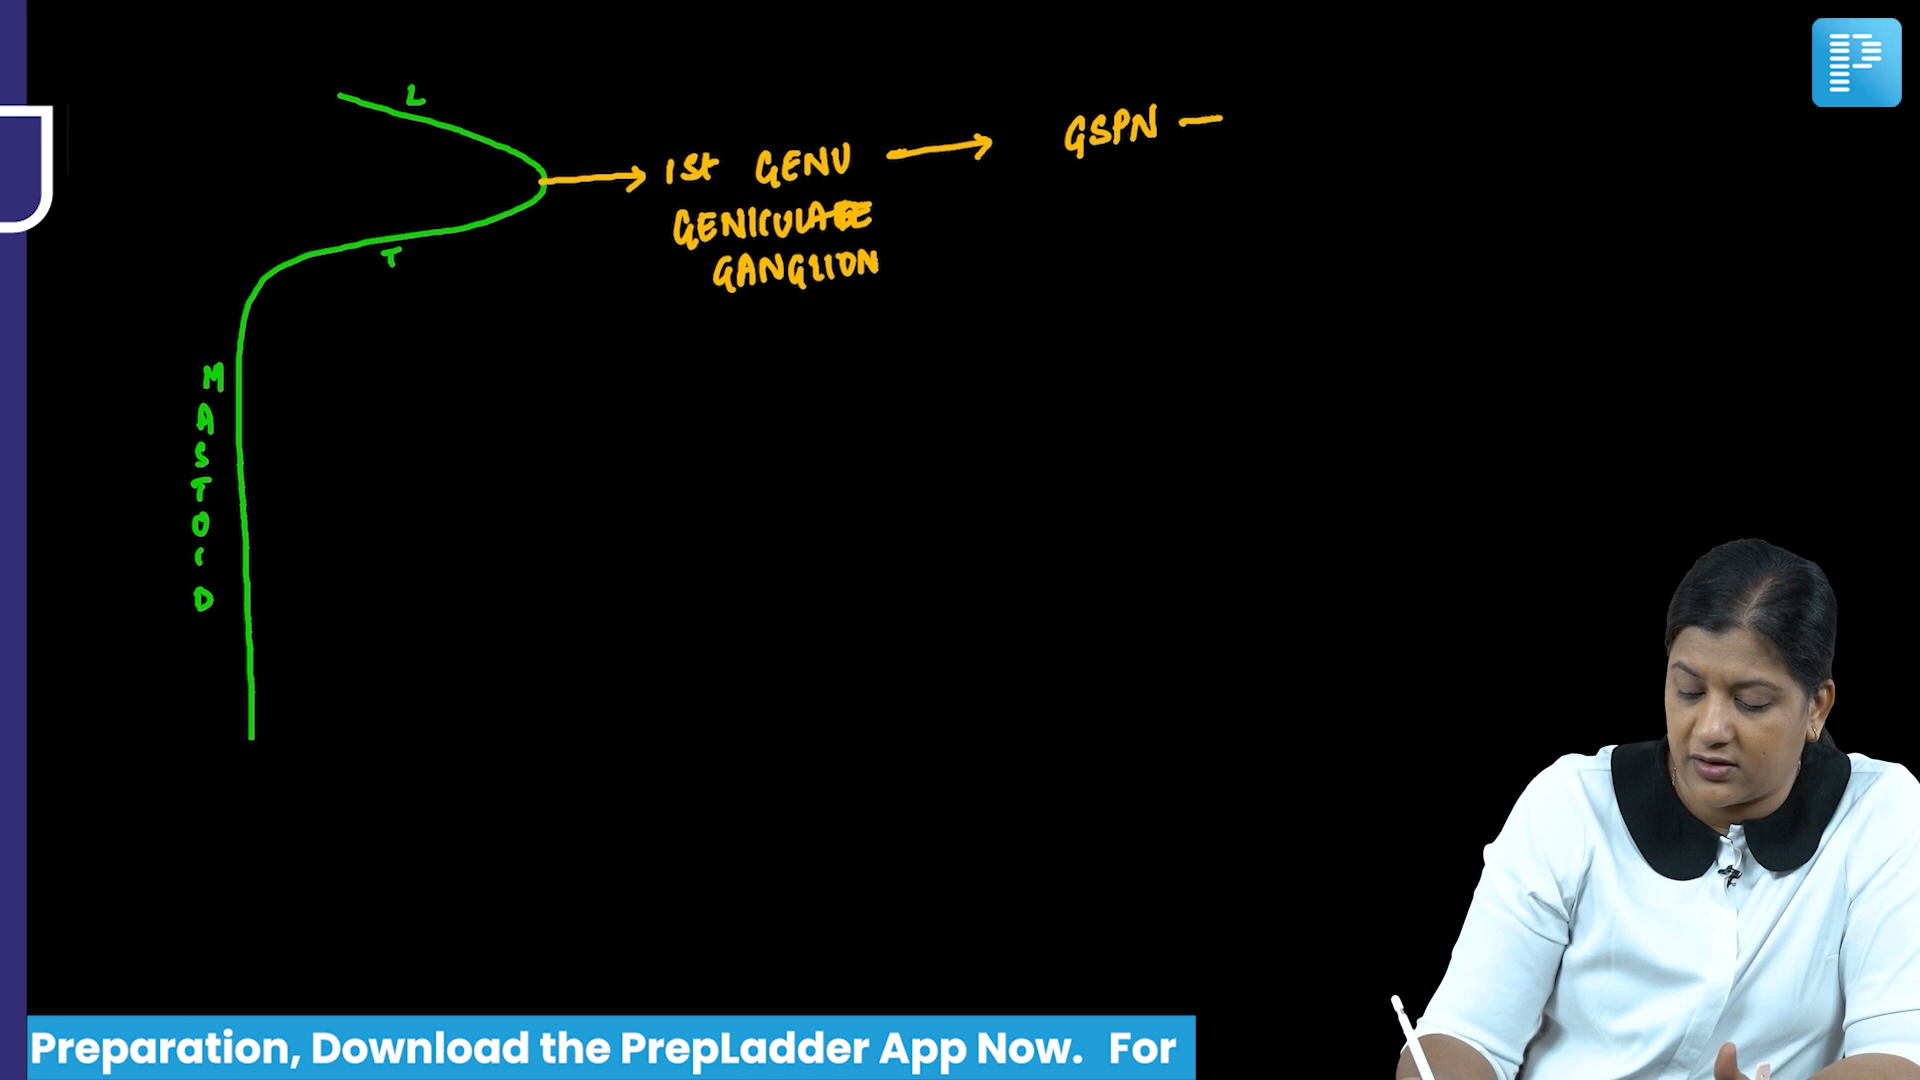 L
1St GENU → GSPN —
GENICULATE
GANGLION
T
MASTOID
Preparation, Download the PrepLadder App Now. For